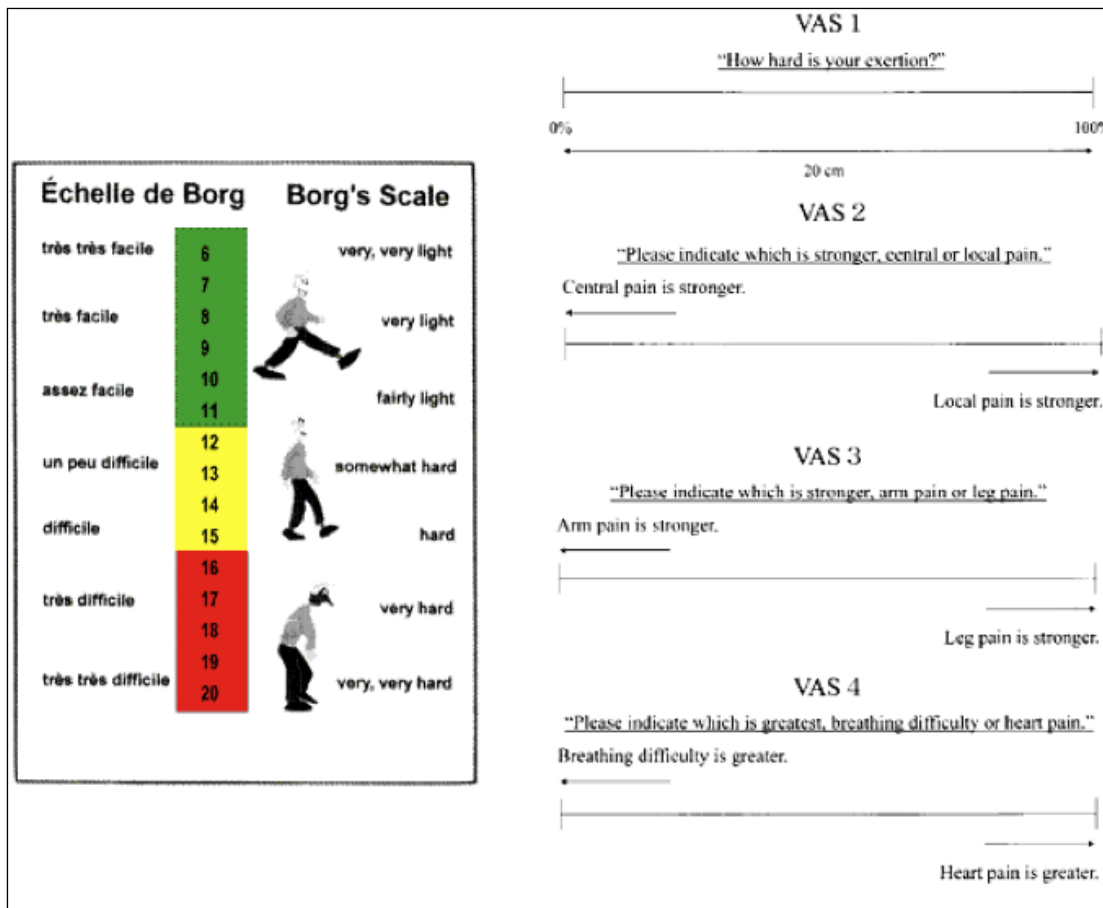 Échelle de Borg Borg's Scale
très très facile 6 very, very light
7
très facile 8 very light
9
10
assez facile fairly light
11
12
un peu difficile 13 somewhat hard
14
difficile 15 hard
16
très difficile 17 very hard
18
19
très très difficile 20 very, very hard
VAS 1
“How hard is your exertion?”
0% 100%
20 cm
VAS 2
“Please indicate which is stronger, central or local pain.”
Central pain is stronger.
Local pain is stronger.
VAS 3
“Please indicate which is stronger, arm pain or leg pain.”
Arm pain is stronger.
Leg pain is stronger.
VAS 4
“Please indicate which is greatest, breathing difficulty or heart pain.”
Breathing difficulty is greater.
Heart pain is greater.